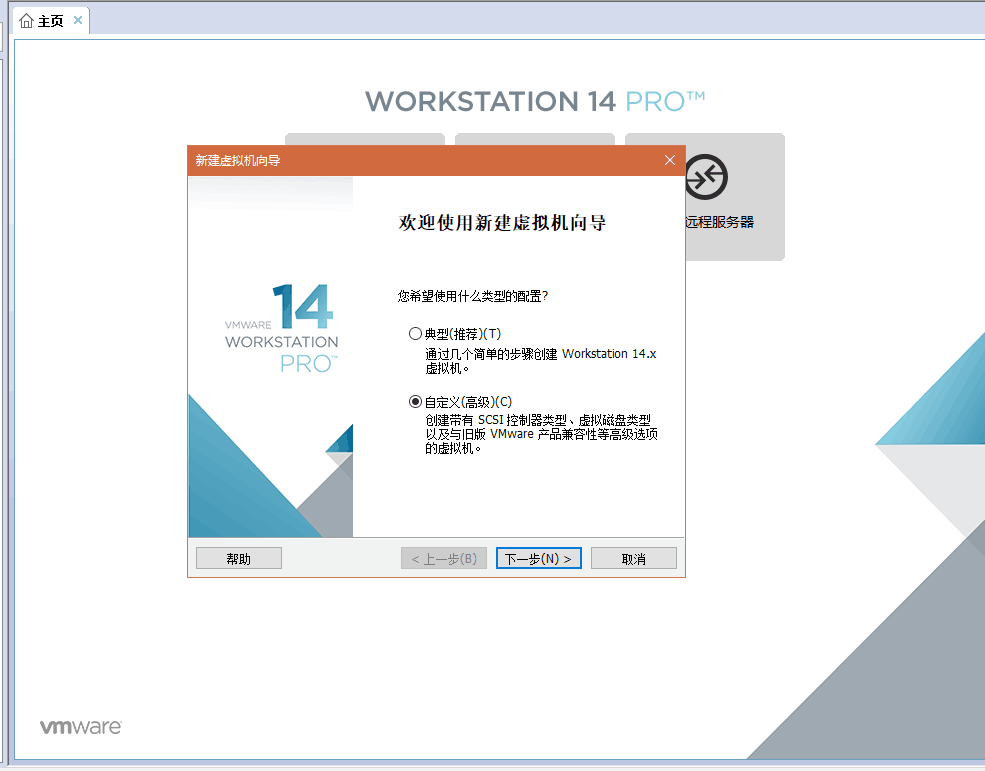 主页
WORKSTATION 14 PRO™
远程服务器
新建虚拟机向导
欢迎使用新建虚拟机向导
14
VMWARE
WORKSTATION
PRO™
您希望使用什么类型的配置?
典型(推荐)(T)
通过几个简单的步骤创建 Workstation 14.x
虚拟机。
自定义(高级)(C)
创建带有 SCSI 控制器类型、虚拟磁盘类型
以及与旧版 VMware 产品兼容性等高级选项
的虚拟机。
帮助
< 上一步(B)
下一步(N) >
取消
vmware